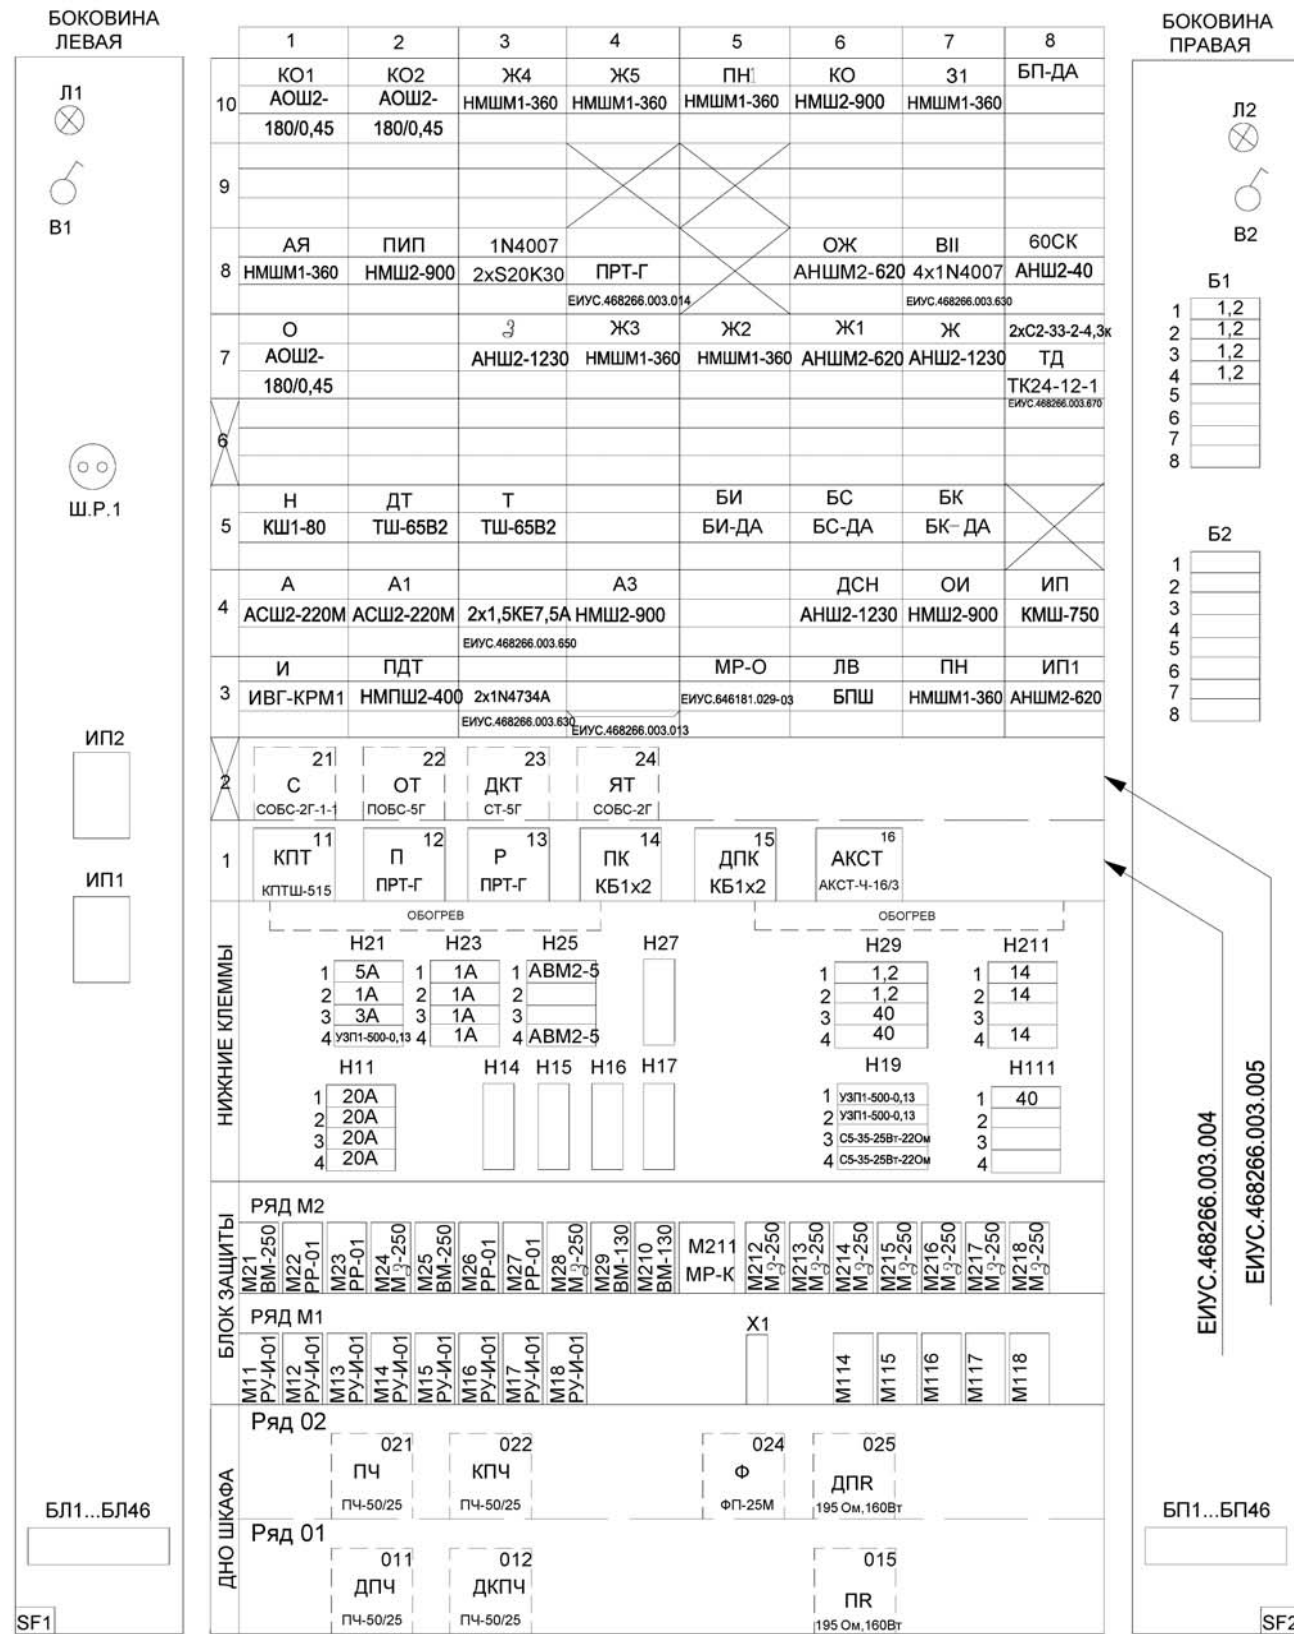 БОКОВИНА
ЛЕВАЯ
Л1
В1
Ш.Р.1
ИП2
ИП1
БЛ1...БЛ46
SF1
1 2 3 4 5 6 7 8
10
КО1 КО2 Ж4 Ж5 ПН1 КО З1 БП-ДА
АОШ2- АОШ2- НМШМ1-360 НМШМ1-360 НМШМ1-360 НМШ2-900 НМШМ1-360
180/0,45 180/0,45
9
АЯ ПИП 1N4007 ОЖ ВII 60СК
8 НМШМ1-360 НМШ2-900 2xS20K30 ПРТ-Г АНШМ2-620 4x1N4007 АНШ2-40
ЕИУС.468266.003.014 ЕИУС.468266.003.630
О З Ж3 Ж2 Ж1 Ж 2хС2-33-2-4,3к
7 АОШ2- АНШ2-1230 НМШМ1-360 НМШМ1-360 АНШМ2-620 АНШ2-1230 ТД
180/0,45 ТК24-12-1
ЕИУС.468266.003.670
6
Н ДТ Т БИ БС БК
5 КШ1-80 ТШ-65В2 ТШ-65В2 БИ-ДА БС-ДА БК-ДА
А А1 А3 ДСН ОИ ИП
4 АСШ2-220М АСШ2-220М 2х1,5КЕ7,5А НМШ2-900 АНШ2-1230 НМШ2-900 КМШ-750
ЕИУС.468266.003.650
И ПДТ МР-О ЛВ ПН ИП1
3 ИВГ-КРМ1 НМПШ2-400 2x1N4734A ЕИУС.646181.029-03 БПШ НМШМ1-360 АНШМ2-620
ЕИУС.468266.003.630 ЕИУС.468266.003.013
2
21 22 23 24
С ОТ ДКТ ЯТ
СОБС-2Г-1-1 ПОБС-5Г СТ-5Г СОБС-2Г
1
11 12 13 14 15 16
КПТ П Р ПК ДПК АКСТ
КПТШ-515 ПРТ-Г ПРТ-Г КБ1х2 КБ1х2 АКСТ-Ч-16/3
НИЖНИЕ КЛЕММЫ
ОБОГРЕВ ОБОГРЕВ
Н21 Н23 Н25 Н27 Н29 Н211
1 5А 1 1А 1 АВМ2-5 1 1,2 1 14
2 1А 2 1А 2 2 1,2 2 14
3 3А 3 1А 3 3 40 3
4 УЗП1-500-0,13 4 1А 4 АВМ2-5 4 40 4 14
Н11 Н14 Н15 Н16 Н17 Н19 Н111
1 20А 1 УЗП1-500-0,13 1 40
2 20А 2 УЗП1-500-0,13 2
3 20А 3 С5-35-25Вт-22Ом 3
4 20А 4 С5-35-25Вт-22Ом 4
БЛОК ЗАЩИТЫ
РЯД М2
М21 ВМ-250
М22 РР-01
М23 РР-01
М24 МЗ-250
М25 ВМ-250
М26 РР-01
М27 РР-01
М28 МЗ-250
М29 ВМ-130
М210 ВМ-130
М211
МР-К
М212 МЗ-250
М213 МЗ-250
М214 МЗ-250
М215 МЗ-250
М216 МЗ-250
М217 МЗ-250
М218 МЗ-250
РЯД М1
М11 РУ-И-01
М12 РУ-И-01
М13 РУ-И-01
М14 РУ-И-01
М15 РУ-И-01
М16 РУ-И-01
М17 РУ-И-01
М18 РУ-И-01
Х1
М114
М115
М116
М117
М118
ДНО ШКАФА
Ряд 02
021 022 024 025
ПЧ КПЧ Ф ДПR
ПЧ-50/25 ПЧ-50/25 ФП-25М 195 Ом,160Вт
Ряд 01
011 012 015
ДПЧ ДКПЧ ПR
ПЧ-50/25 ПЧ-50/25 195 Ом,160Вт
БОКОВИНА
ПРАВАЯ
Л2
В2
Б1
1 1,2
2 1,2
3 1,2
4 1,2
5
6
7
8
Б2
1
2
3
4
5
6
7
8
ЕИУС.468266.003.004
ЕИУС.468266.003.005
БП1...БП46
SF2